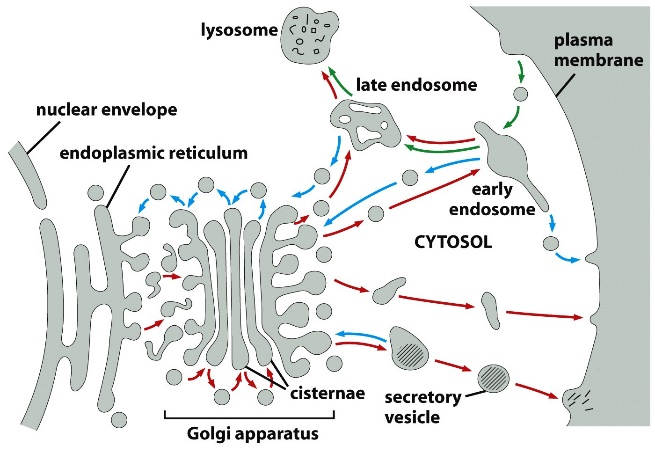 lysosome
plasma
membrane
late endosome
nuclear envelope
endoplasmic reticulum
early
endosome
CYTOSOL
cisternae
secretory
vesicle
Golgi apparatus